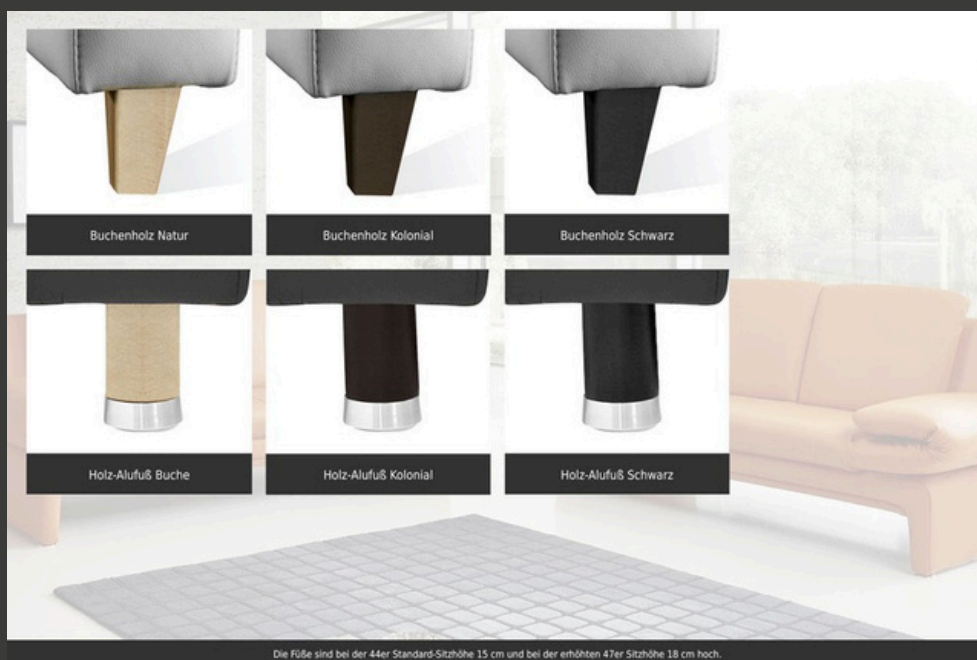 Buchenholz Natur
Buchenholz Kolonial
Buchenholz Schwarz
Holz-Alufuß Buche
Holz-Alufuß Kolonial
Holz-Alufuß Schwarz
Die Füße sind bei der 44er Standard-Sitzhöhe 15 cm und bei der erhöhten 47er Sitzhöhe 18 cm hoch.